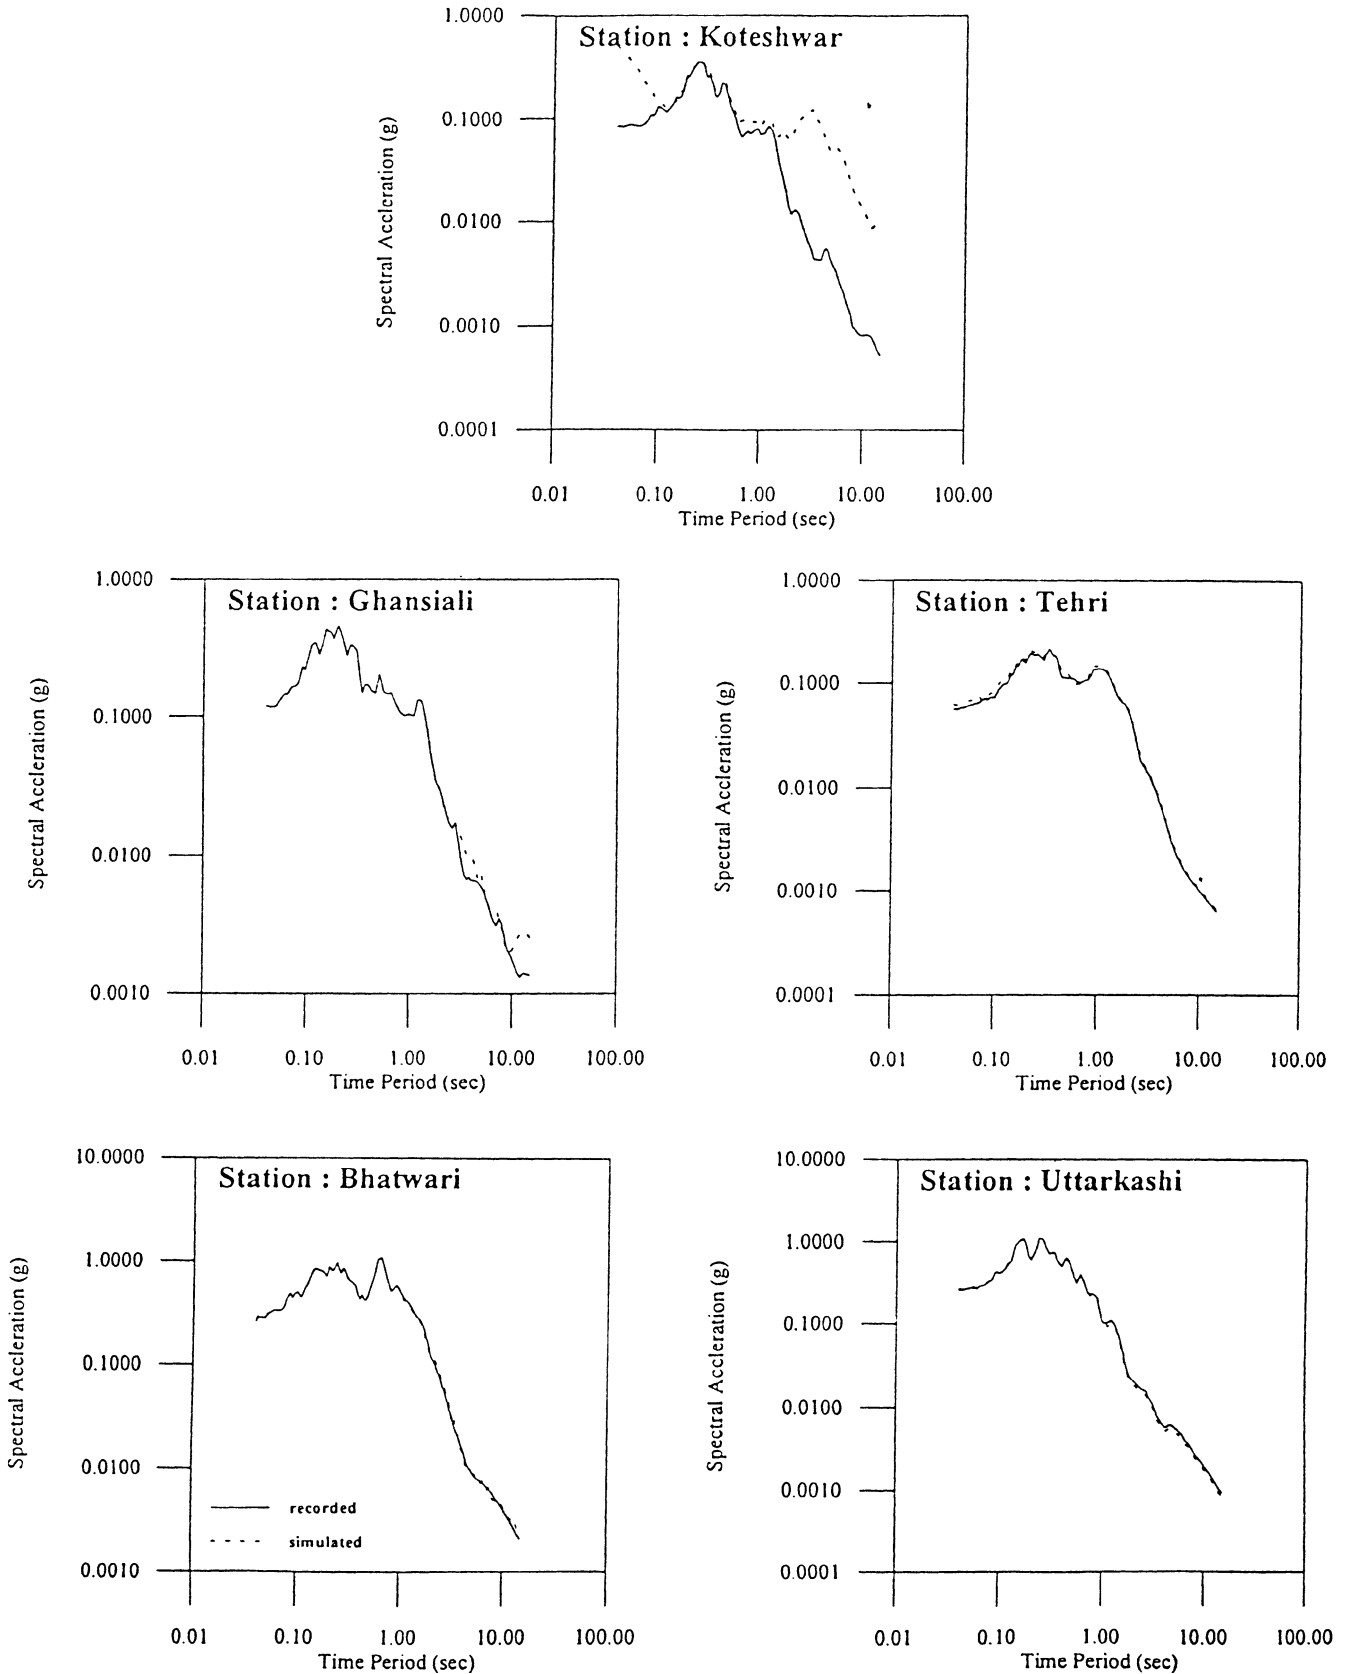 Station : Koteshwar
1.0000
0.1000
0.0100
0.0010
0.0001
Spectral Accleration (g)
0.01 0.10 1.00 10.00 100.00
Time Period (sec)
Station : Ghansiali
1.0000
0.1000
0.0100
0.0010
Spectral Accleration (g)
0.01 0.10 1.00 10.00 100.00
Time Period (sec)
Station : Tehri
1.0000
0.1000
0.0100
0.0010
0.0001
Spectral Accleration (g)
0.01 0.10 1.00 10.00 100.00
Time Period (sec)
Station : Bhatwari
10.0000
1.0000
0.1000
0.0100
0.0010
Spectral Accleration (g)
recorded
simulated
0.01 0.10 1.00 10.00 100.00
Time Period (sec)
Station : Uttarkashi
10.0000
1.0000
0.1000
0.0100
0.0010
0.0001
Spectral Accleration (g)
0.01 0.10 1.00 10.00 100.00
Time Period (sec)